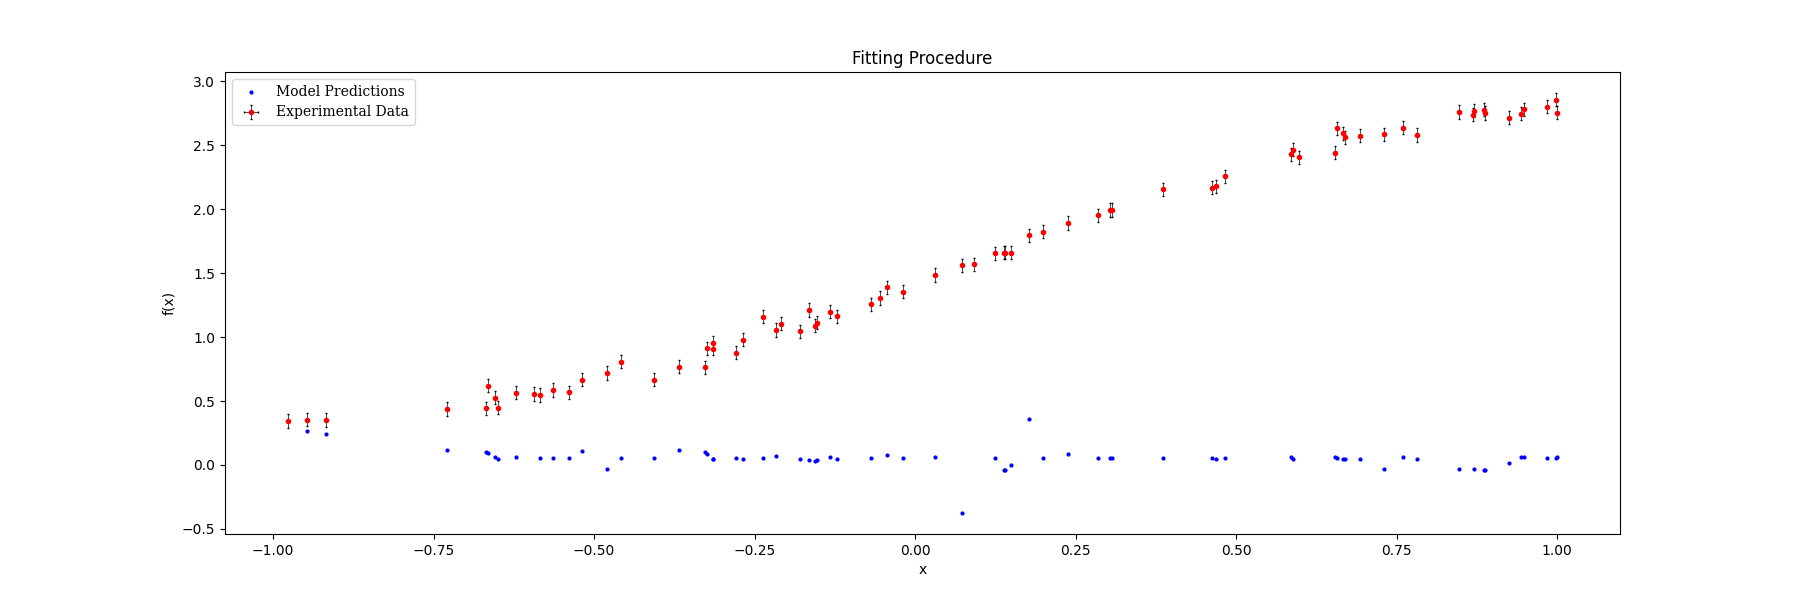 Fitting Procedure
Model Predictions
Experimental Data
3.0
2.5
2.0
1.5
1.0
0.5
0.0
−0.5
f(x)
−1.00 −0.75 −0.50 −0.25 0.00 0.25 0.50 0.75 1.00
x